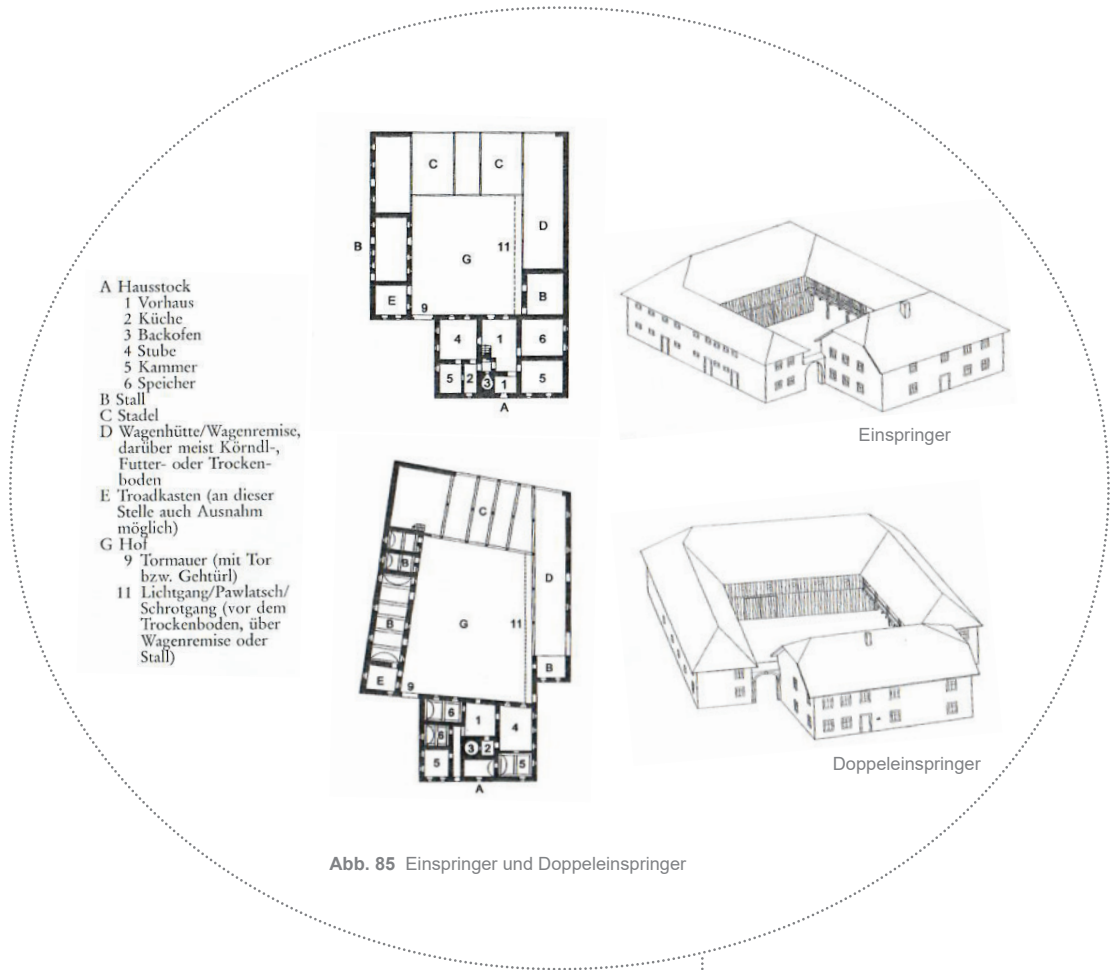 A Hausstock
1 Vorhaus
2 Küche
3 Backofen
4 Stube
5 Kammer
6 Speicher
B Stall
C Stadel
D Wagenhütte/Wagenremise,
darüber meist Körndl-,
Futter- oder Trocken-
boden
E Troadkasten (an dieser
Stelle auch Ausnahm
möglich)
G Hof
9 Tormauer (mit Tor
bzw. Gehtürl)
11 Lichtgang/Pawlatsch/
Schrotgang (vor dem
Trockenboden, über
Wagenremise oder
Stall)
C C
D
B 11
G
E 9 B
4 1 6
5 2 3 1 5
A
Einspringer
C
B
D
B G 11
B
E 9
6 1 4
6 3 2
5 5
A
Doppeleinspringer
Abb. 85 Einspringer und Doppeleinspringer